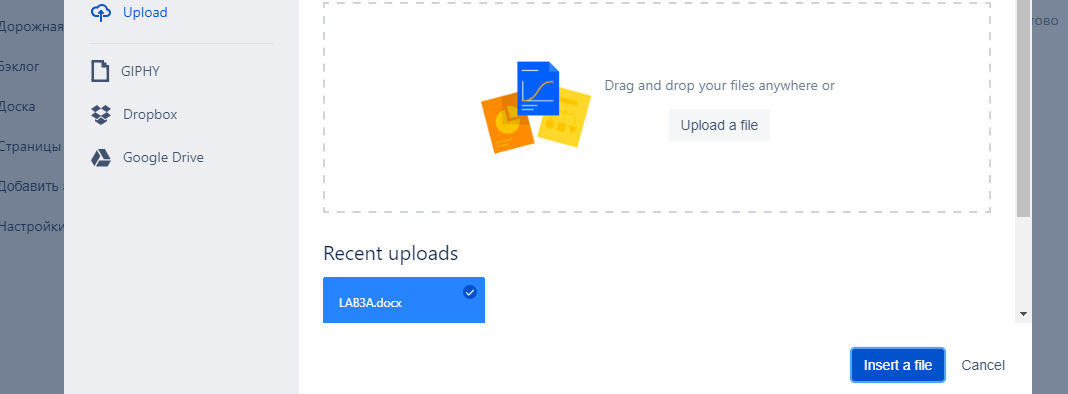 Дорожная
Бэклог
Доска
Страницы
Добавить
Настройки
Upload
GIPHY
Dropbox
Google Drive
Drag and drop your files anywhere or
Upload a file
Recent uploads
LAB3A.docx
Insert a file
Cancel